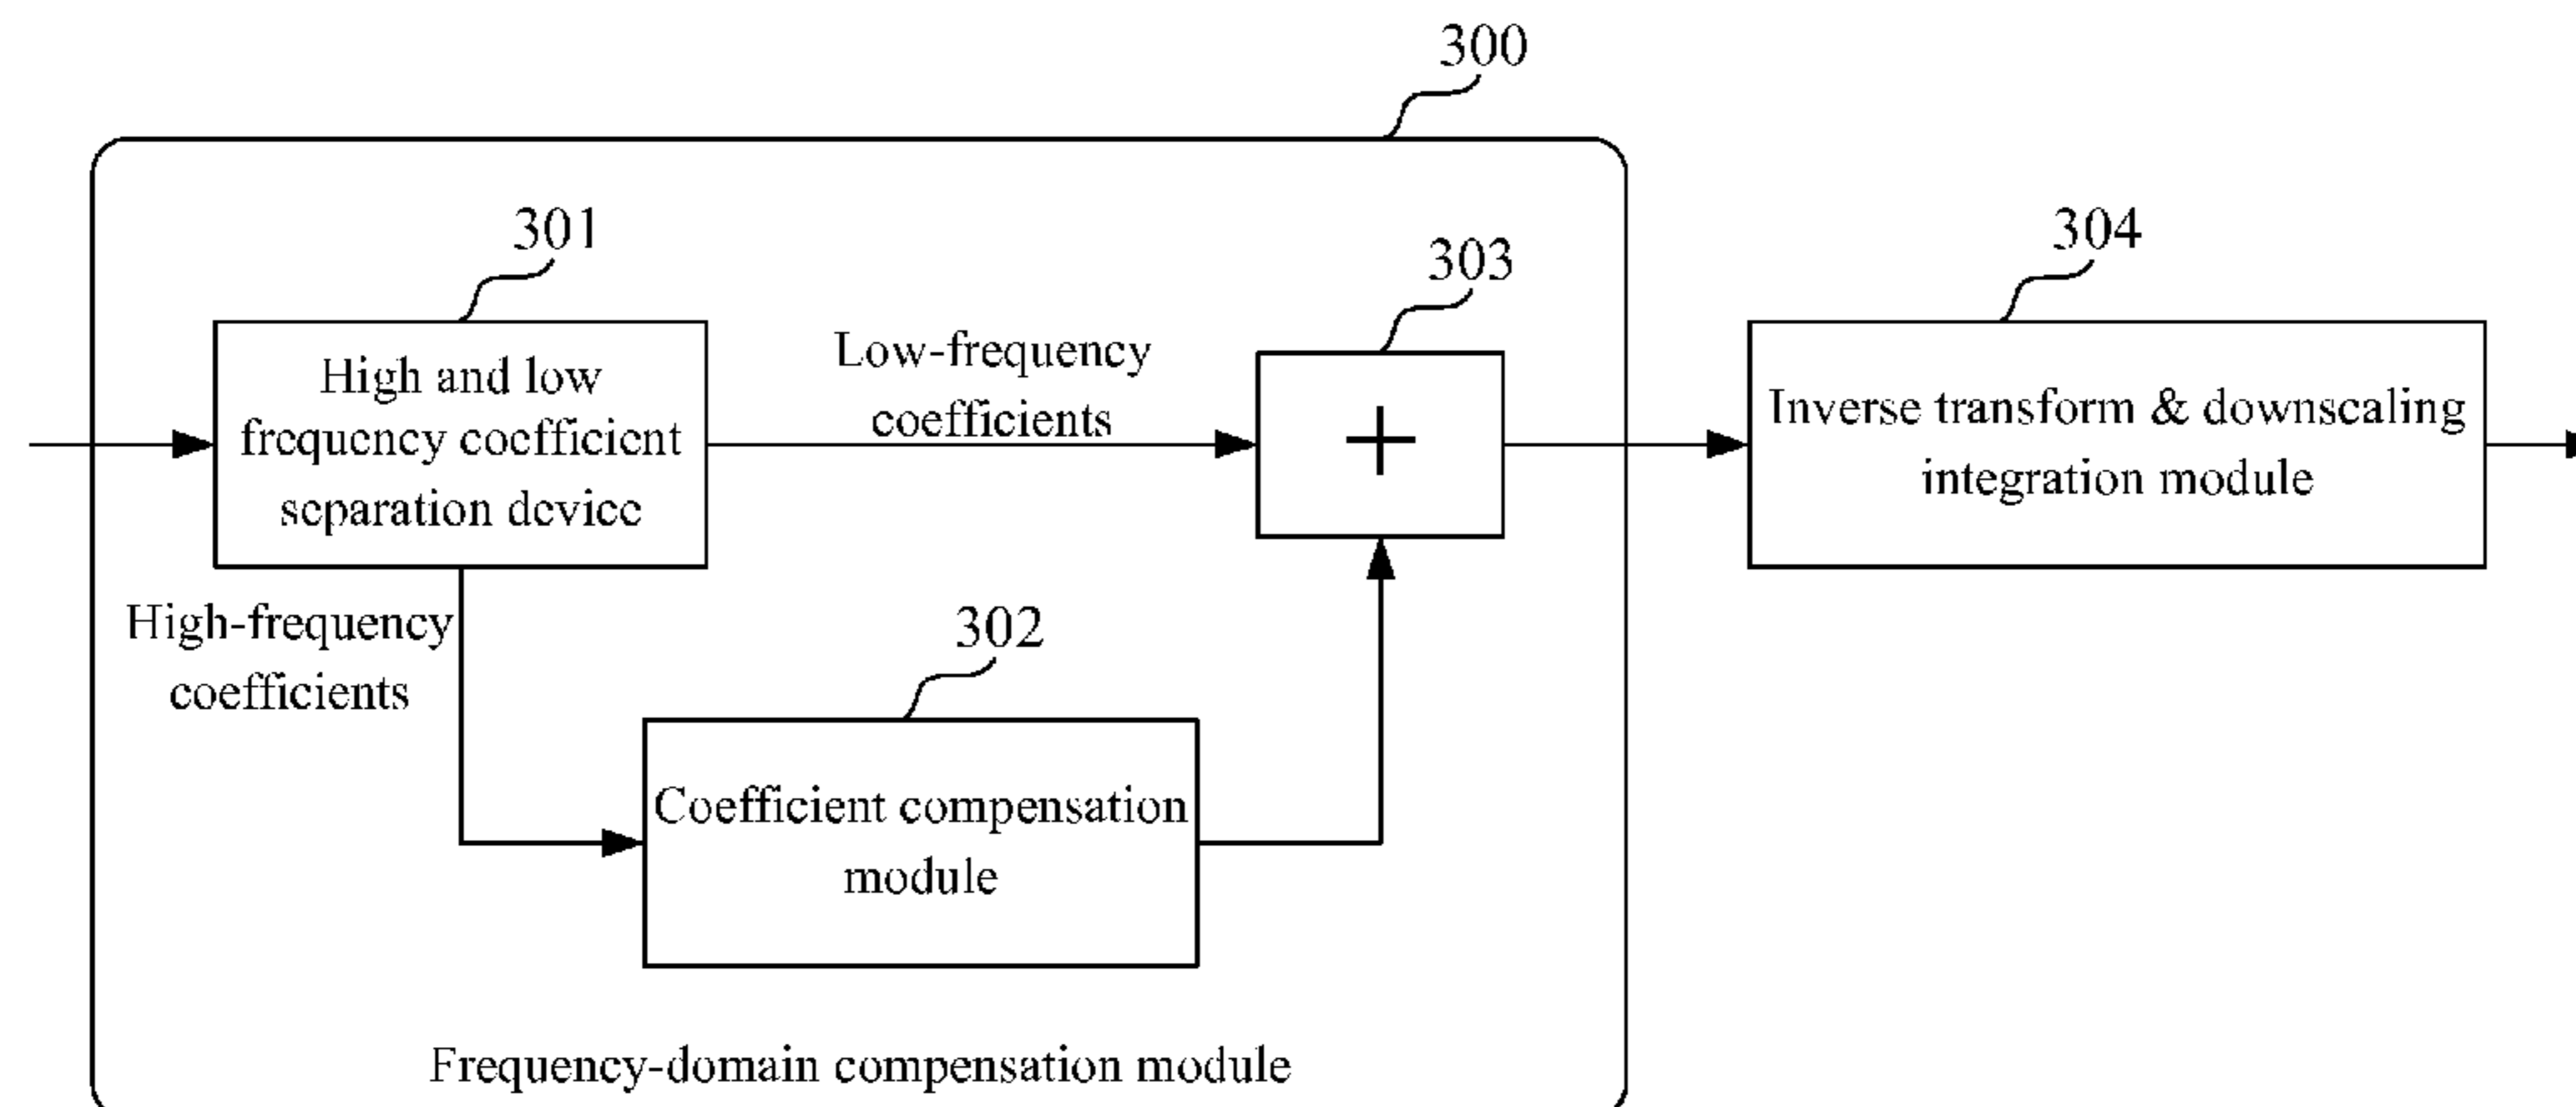 300
301
High and low
frequency coefficient
separation device
Low-frequency
coefficients
303
+
304
Inverse transform & downscaling
integration module
High-frequency
coefficients
302
Coefficient compensation
module
Frequency-domain compensation module